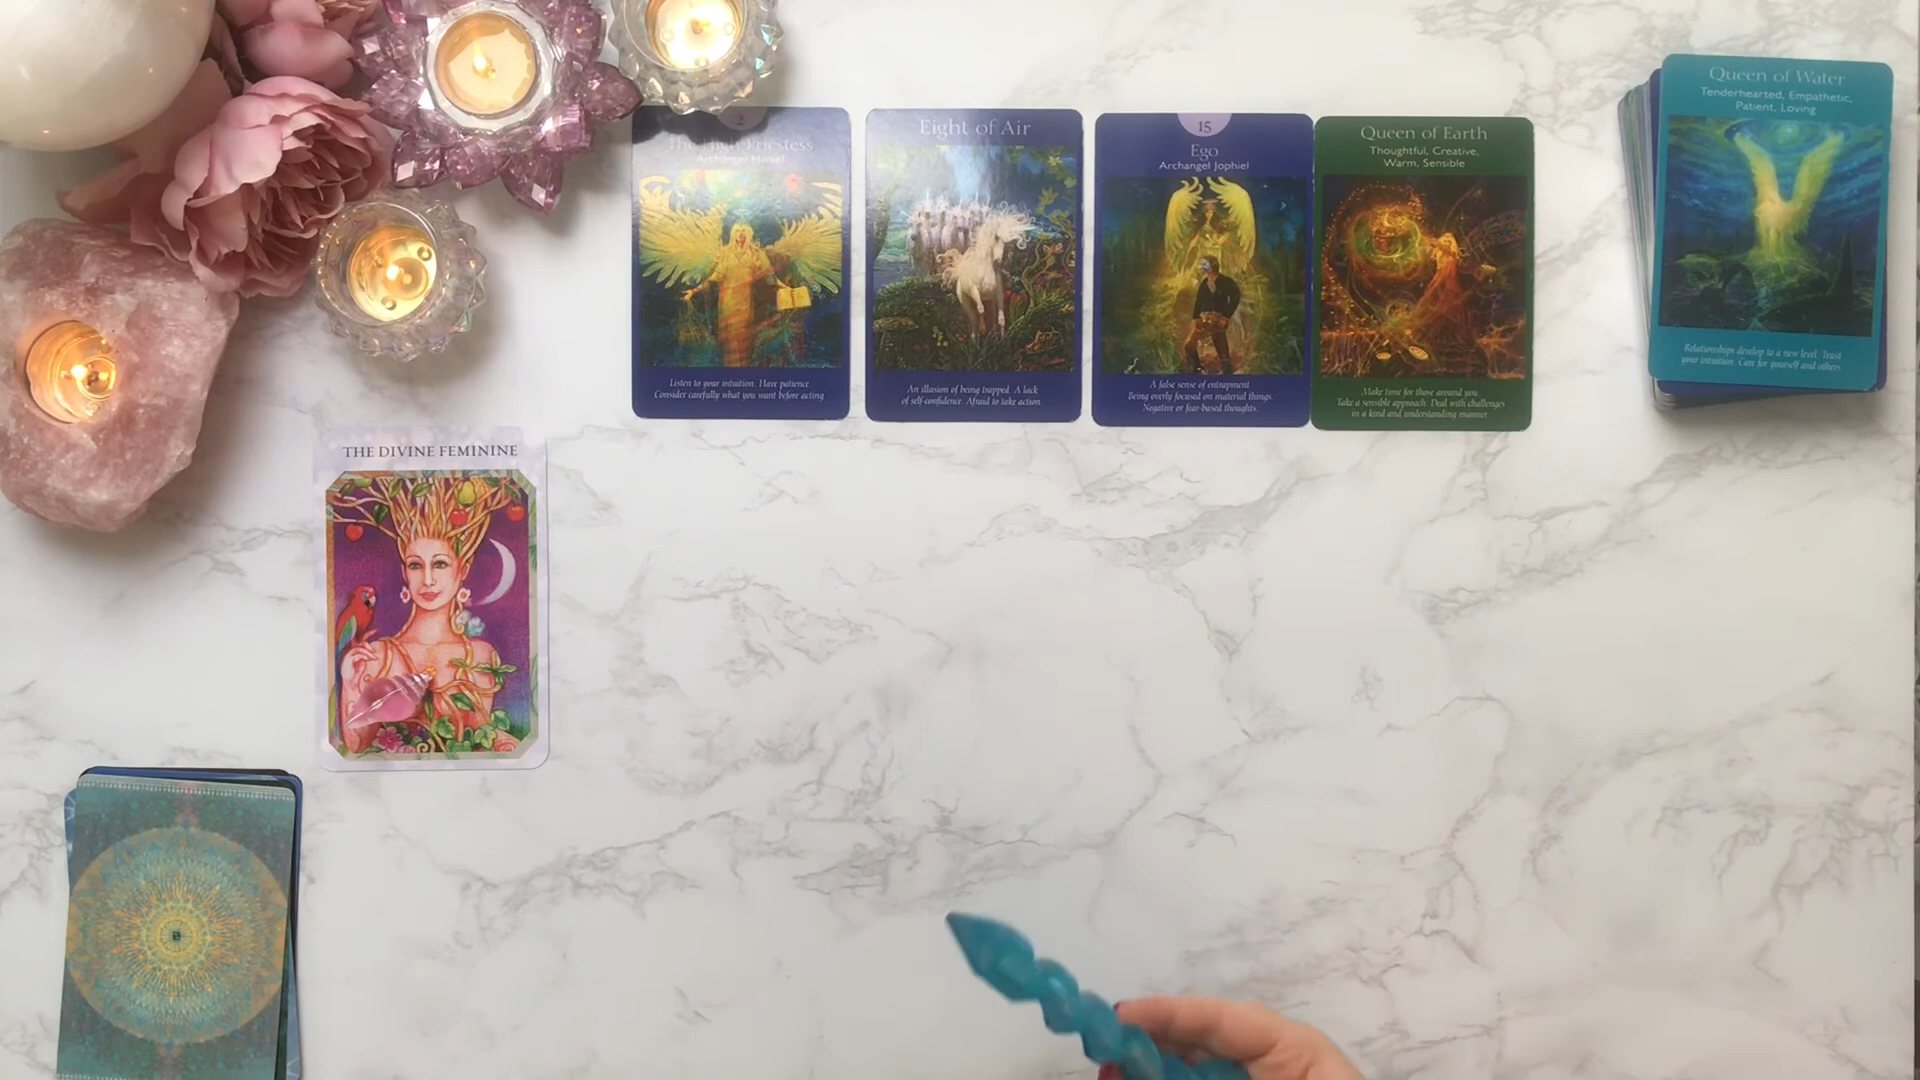 2
The High Priestess
Archangel Haniel
Listen to your intuition. Have patience.
Consider carefully what you want before acting.
Eight of Air
An illusion of being trapped. A lack
of self-confidence. Afraid to take action.
15
Ego
Archangel Jophiel
A false sense of entrapment.
Being overly focused on material things.
Negative or fear-based thoughts.
Queen of Earth
Thoughtful, Creative,
Warm, Sensible
Make time for those around you.
Take a sensible approach. Deal with challenges
in a kind and understanding manner.
Queen of Water
Tenderhearted, Empathetic,
Patient, Loving
Relationships develop to a new level. Trust
your intuition. Care for yourself and others.
THE DIVINE FEMININE